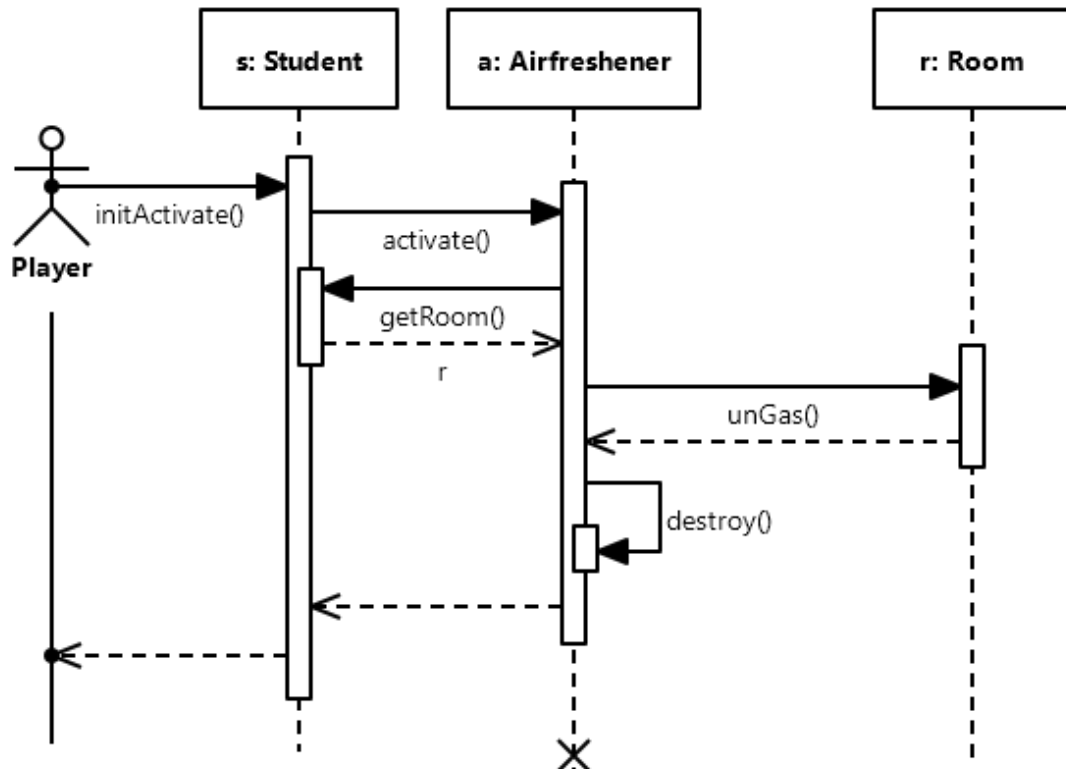 s: Student
a: Airfreshener
r: Room
initActivate()
activate()
Player
getRoom()
r
unGas()
destroy()